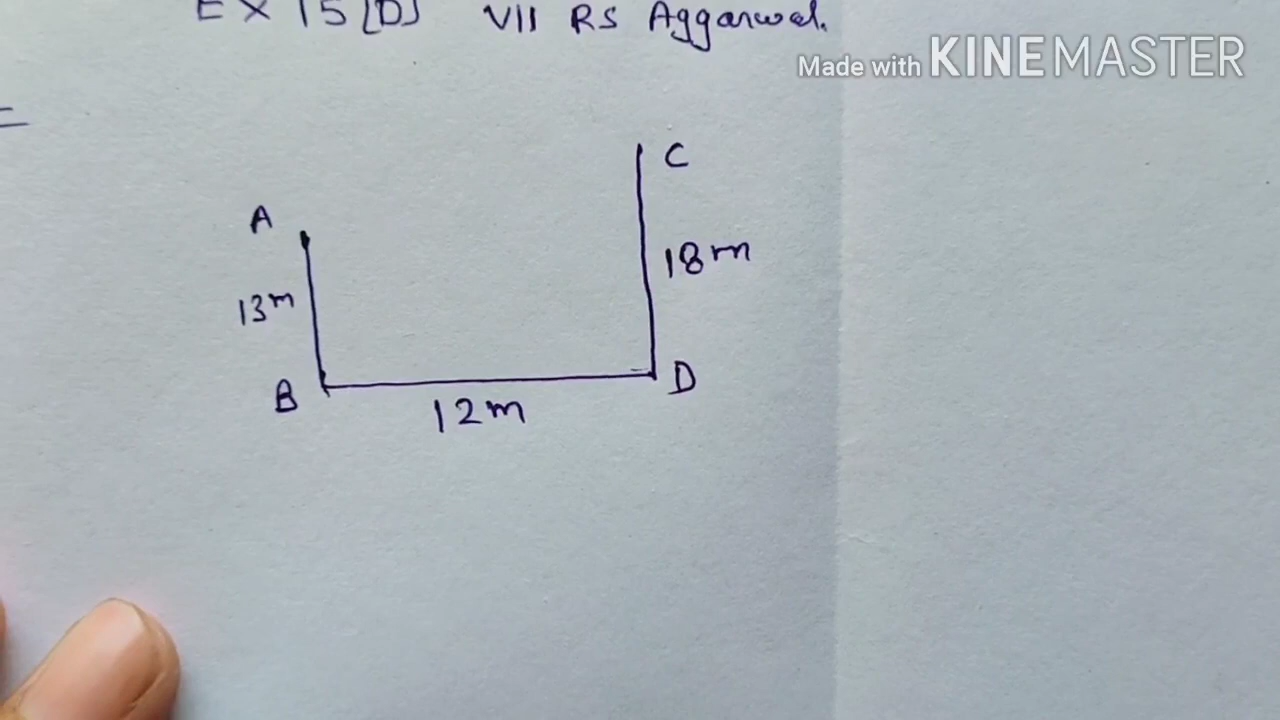 EX 15 [D] VII RS Aggarwal.
Made with KINEMASTER
C
A
18m
13m
B
D
12m